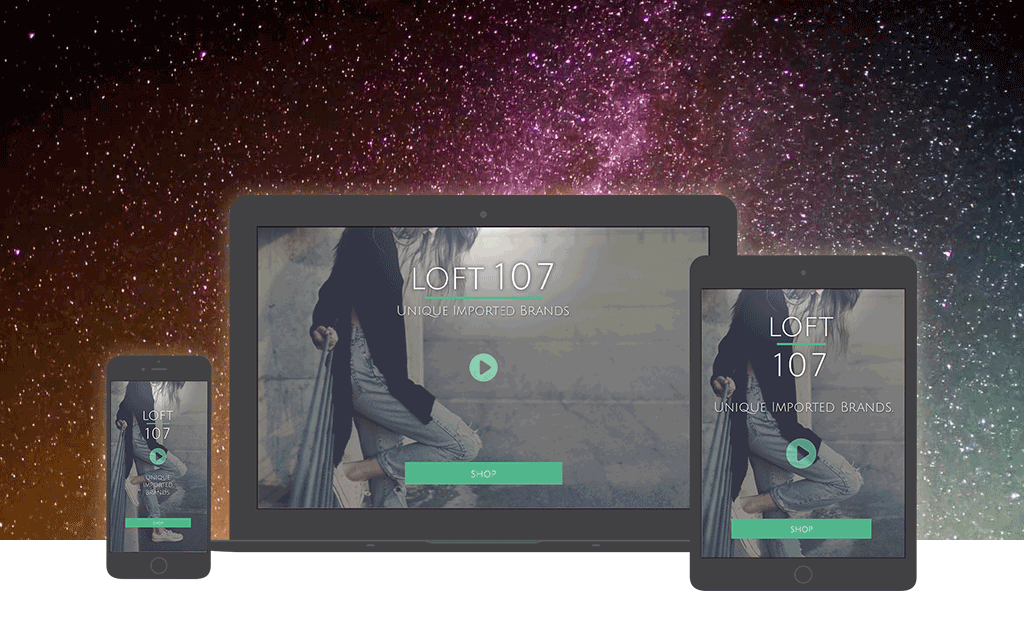 LOFT 107
UNIQUE IMPORTED BRANDS
SHOP
LOFT
107
UNIQUE IMPORTED BRANDS.
SHOP
LOFT
107
UNIQUE
IMPORTED
BRANDS
SHOP